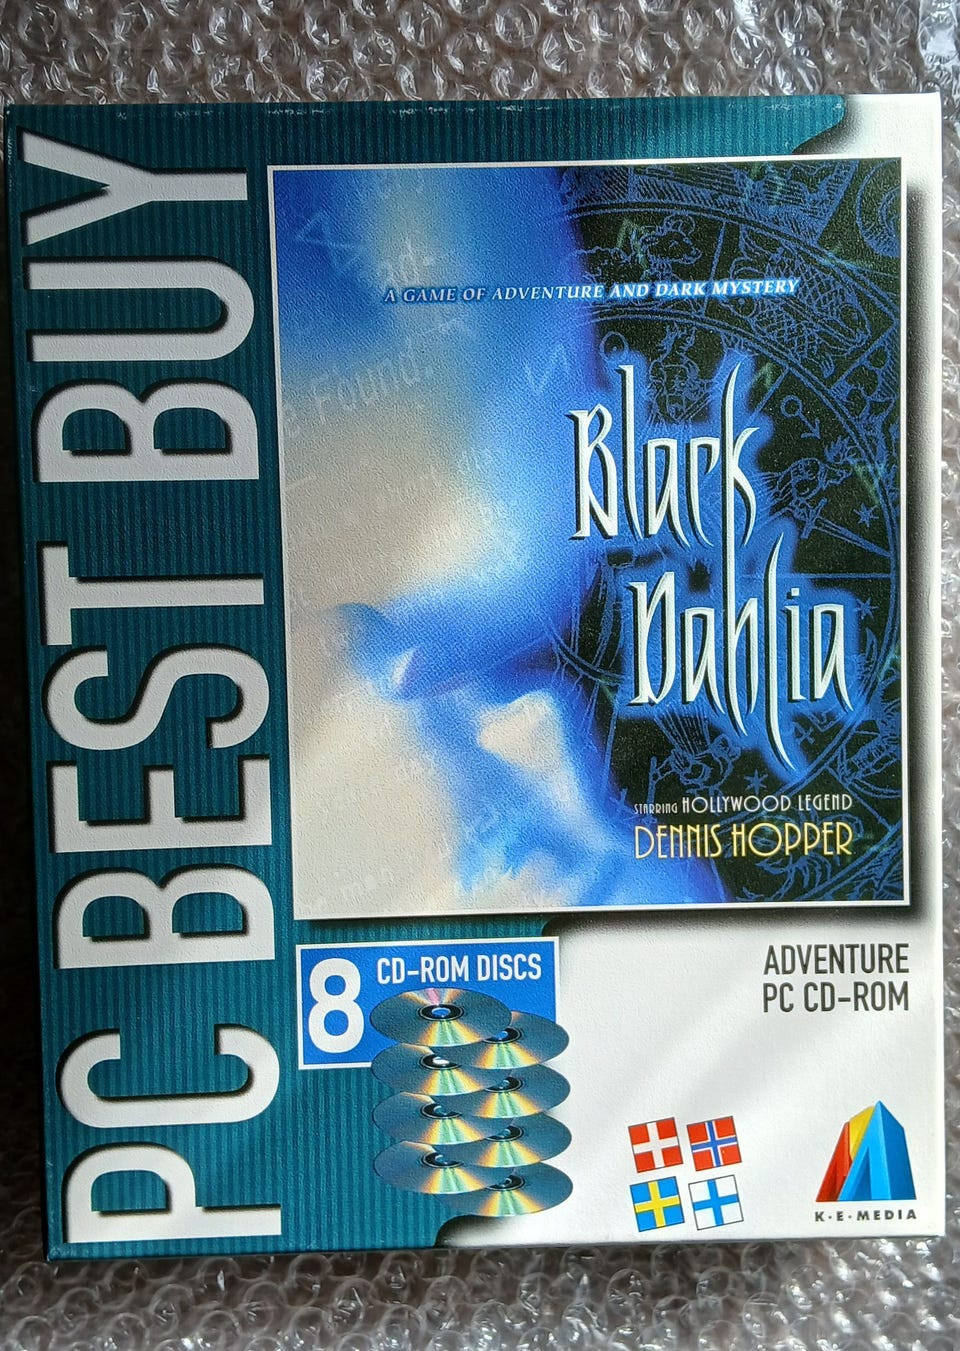 PC BEST BUY
A GAME OF ADVENTURE AND DARK MYSTERY
Black
Dahlia
STARRING HOLLYWOOD LEGEND
DENNIS HOPPER
8 CD-ROM DISCS
ADVENTURE
PC CD-ROM
K·E·MEDIA
Found